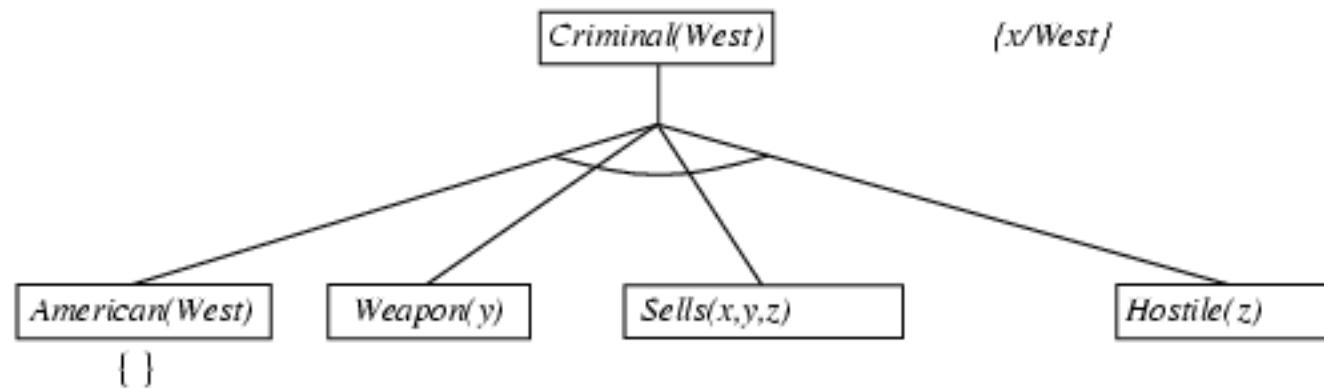 Criminal(West) {x/West}
American(West) Weapon(y) Sells(x,y,z) Hostile(z)
{ }